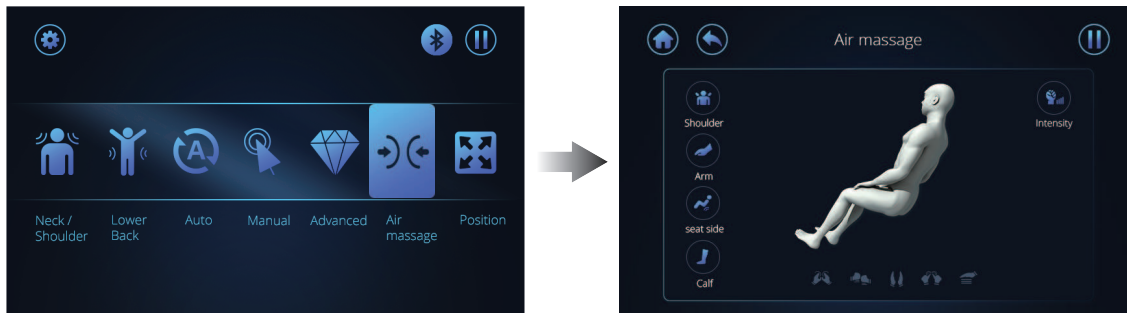 A
Neck /
Shoulder
Lower
Back
Auto
Manual
Advanced
Air
massage
Position
Air massage
Shoulder
Arm
seat side
Calf
Intensity